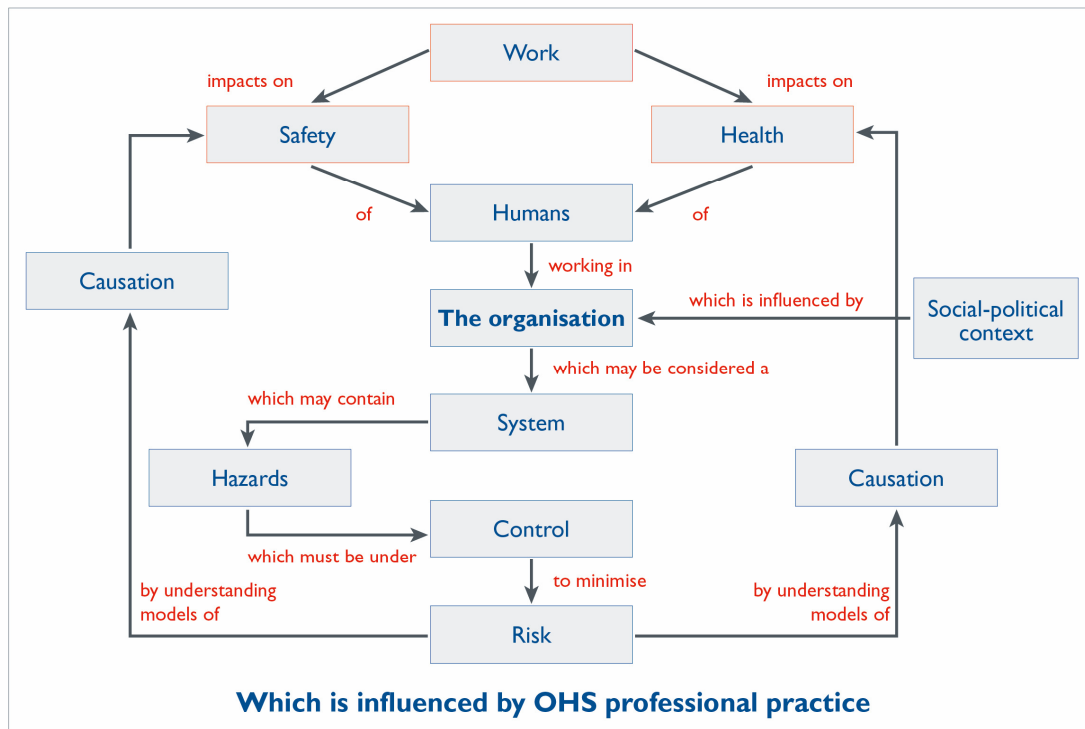 Work
impacts on
impacts on
Safety
Health
of
Humans
of
working in
Causation
The organisation
which is influenced by
Social-political
context
which may be considered a
which may contain
System
Hazards
Causation
Control
which must be under
to minimise
by understanding
models of
by understanding
models of
Risk
Which is influenced by OHS professional practice